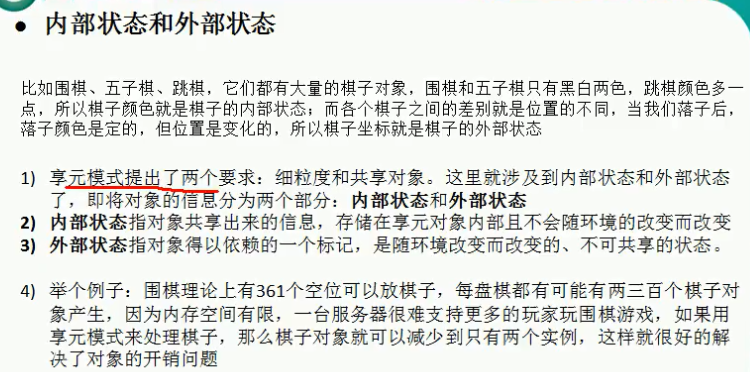 ● 内部状态和外部状态
比如围棋、五子棋、跳棋，它们都有大量的棋子对象，围棋和五子棋只有黑白两色，跳棋颜色多一
点，所以棋子颜色就是棋子的内部状态；而各个棋子之间的差别就是位置的不同，当我们落子后，
落子颜色是定的，但位置是变化的，所以棋子坐标就是棋子的外部状态
1) 享元模式提出了两个要求：细粒度和共享对象。这里就涉及到内部状态和外部状态
了，即将对象的信息分为两个部分：内部状态和外部状态
2) 内部状态指对象共享出来的信息，存储在享元对象内部且不会随环境的改变而改变
3) 外部状态指对象得以依赖的一个标记，是随环境改变而改变的、不可共享的状态。
4) 举个例子：围棋理论上有361个空位可以放棋子，每盘棋都有可能有两三百个棋子对
象产生，因为内存空间有限，一台服务器很难支持更多的玩家玩围棋游戏，如果用
享元模式来处理棋子，那么棋子对象就可以减少到只有两个实例，这样就很好的解
决了对象的开销问题